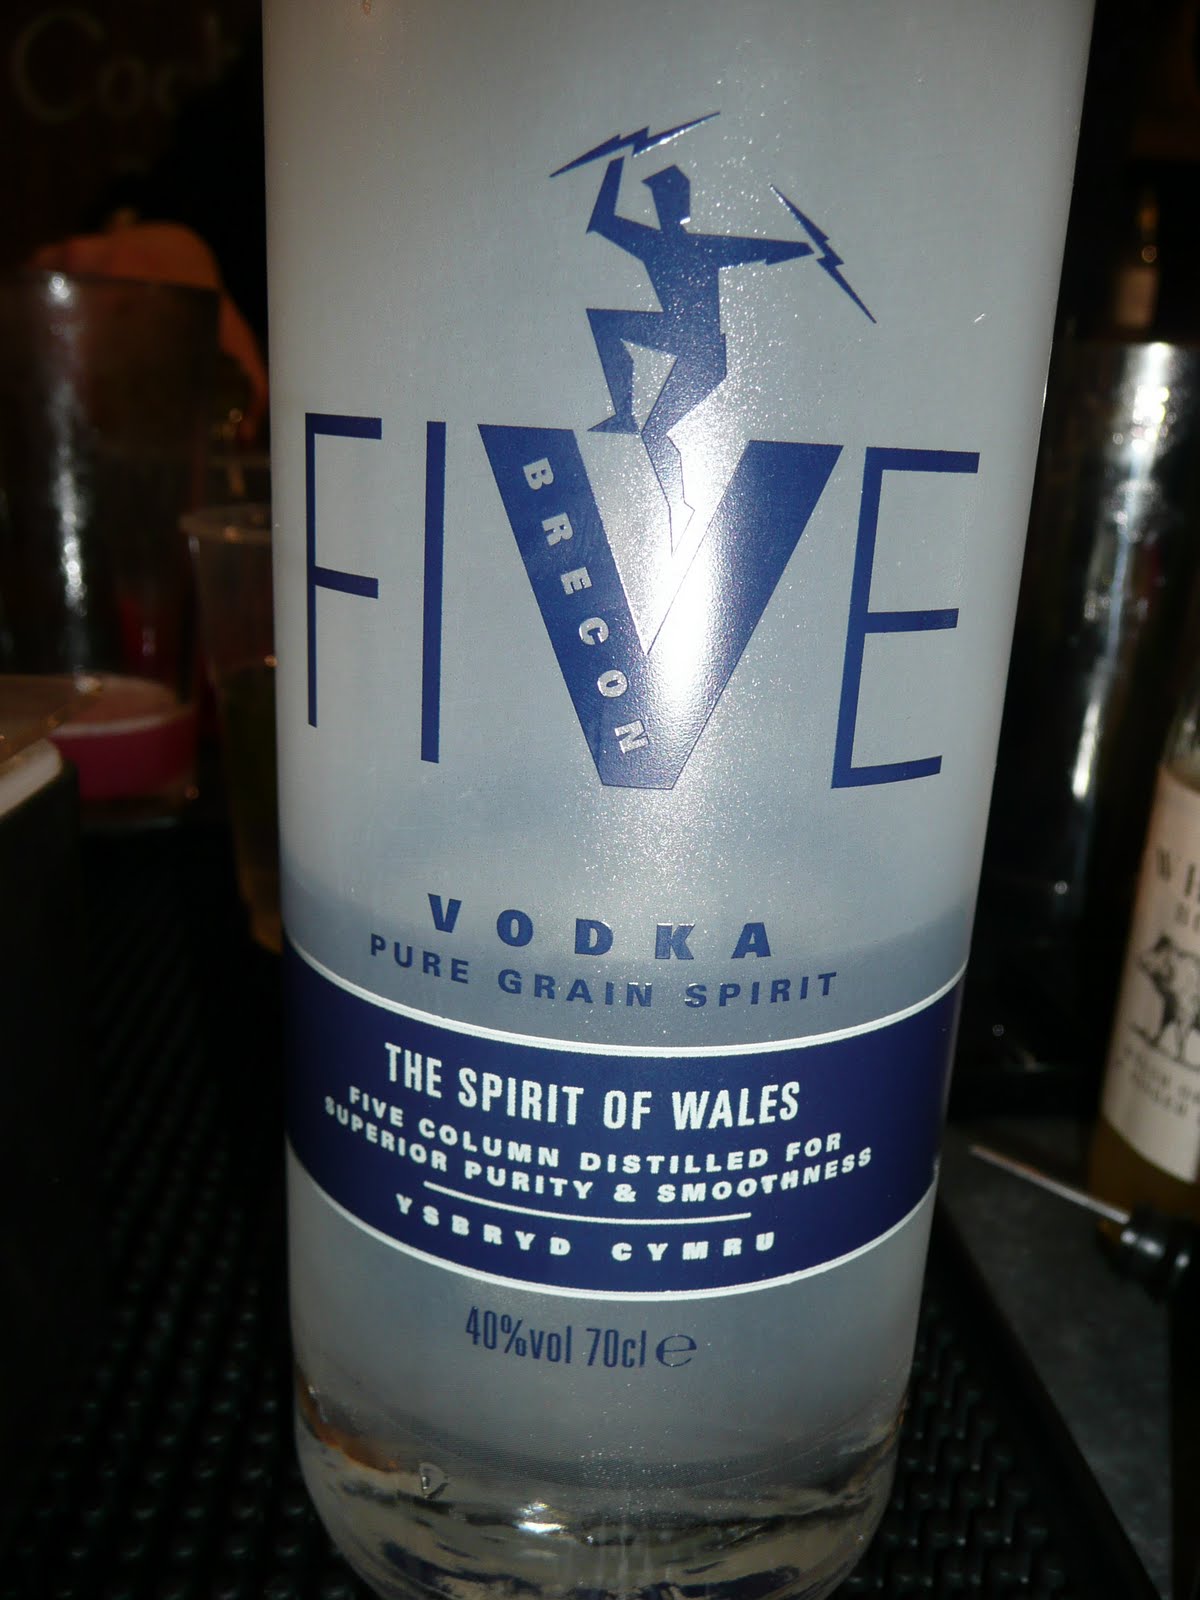 FIVE
BRECON
VODKA
PURE GRAIN SPIRIT
THE SPIRIT OF WALES
FIVE COLUMN DISTILLED FOR
SUPERIOR PURITY & SMOOTHNESS
YSBRYD CYMRU
40%vol 70cl e